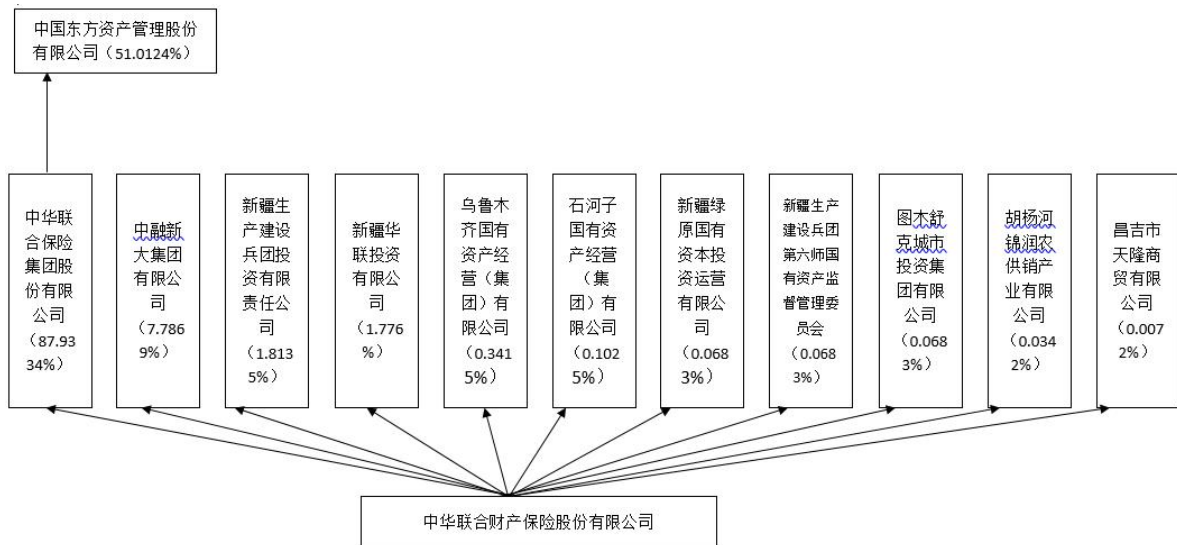 中国东方资产管理股份
有限公司（51.0124%）
中华联
合保险
集团股
份有限
公司
（87.93
34%）
中融新
大集团
有限公
司
（7.786
9%）
新疆生
产建设
兵团投
资有限
责任公
司
（1.813
5%）
新疆华
联投资
有限公
司
（1.776
%）
乌鲁木
齐国有
资产经
营（集
团）有
限公司
（0.341
5%）
石河子
国有资
产经营
（集
团）有
限公司
（0.102
5%）
新疆绿
原国有
资本投
资运营
有限公
司
（0.068
3%）
新疆生产
建设兵团
第六师国
有资产监
督管理委
员会
（0.068
3%）
图木舒
克城市
投资集
团有限
公司
（0.068
3%）
胡杨河
锦润农
供销产
业有限
公司
（0.034
2%）
昌吉市
天隆商
贸有限
公司
（0.007
2%）
中华联合财产保险股份有限公司